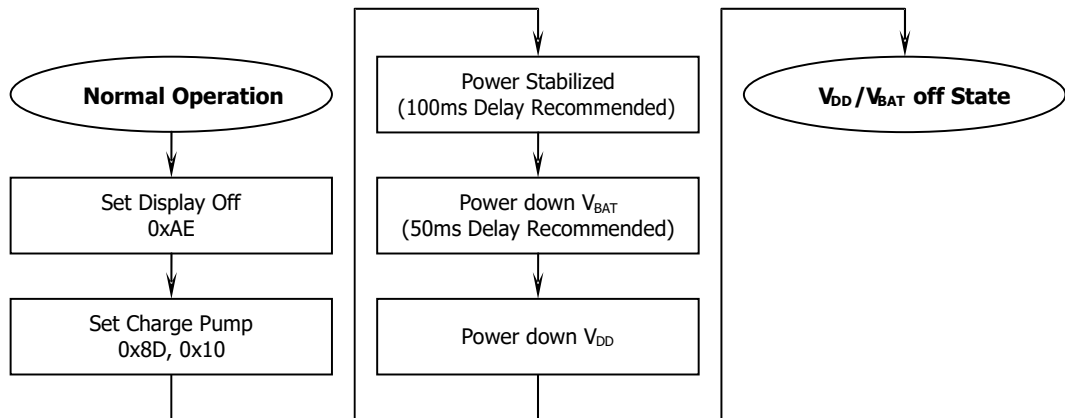 Normal Operation
Set Display Off
0xAE
Set Charge Pump
0x8D, 0x10
Power Stabilized
(100ms Delay Recommended)
Power down VBAT
(50ms Delay Recommended)
Power down VDD
VDD/VBAT off State